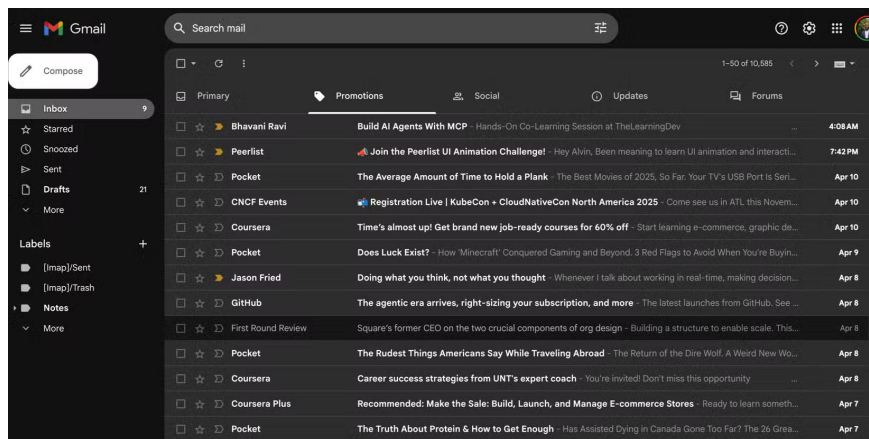 Gmail
Search mail
Compose
Inbox 9
Starred
Snoozed
Sent
Drafts 21
More
Labels +
[Imap]/Sent
[Imap]/Trash
Notes
More
1–50 of 10,585
Primary Promotions Social Updates Forums
Bhavani Ravi Build AI Agents With MCP - Hands-On Co-Learning Session at TheLearningDev ... 4:08 AM
Peerlist 📣 Join the Peerlist UI Animation Challenge! - Hey Alvin, Been meaning to learn UI animation and interacti... 7:42 PM
Pocket The Average Amount of Time to Hold a Plank - The Best Movies of 2025, So Far. Your TV's USB Port Is Seri... Apr 10
CNCF Events 📬 Registration Live | KubeCon + CloudNativeCon North America 2025 - Come see us in ATL this Novem... Apr 10
Coursera Time's almost up! Get brand new job-ready courses for 60% off - Start learning e-commerce, graphic de... Apr 10
Pocket Does Luck Exist? - How 'Minecraft' Conquered Gaming and Beyond. 3 Red Flags to Avoid When You're Buyin... Apr 9
Jason Fried Doing what you think, not what you thought - Whenever I talk about working in real-time, making decision... Apr 8
GitHub The agentic era arrives, right-sizing your subscription, and more - The latest launches from GitHub. See ... Apr 8
First Round Review Square's former CEO on the two crucial components of org design - Building a structure to enable scale. This... Apr 8
Pocket The Rudest Things Americans Say While Traveling Abroad - The Return of the Dire Wolf. A Weird New Wo... Apr 8
Coursera Career success strategies from UNT's expert coach - You're invited! Don't miss this opportunity ... Apr 8
Coursera Plus Recommended: Make the Sale: Build, Launch, and Manage E-commerce Stores - Ready to learn someth... Apr 7
Pocket The Truth About Protein & How to Get Enough - Has Assisted Dying in Canada Gone Too Far? The 26 Grea... Apr 7